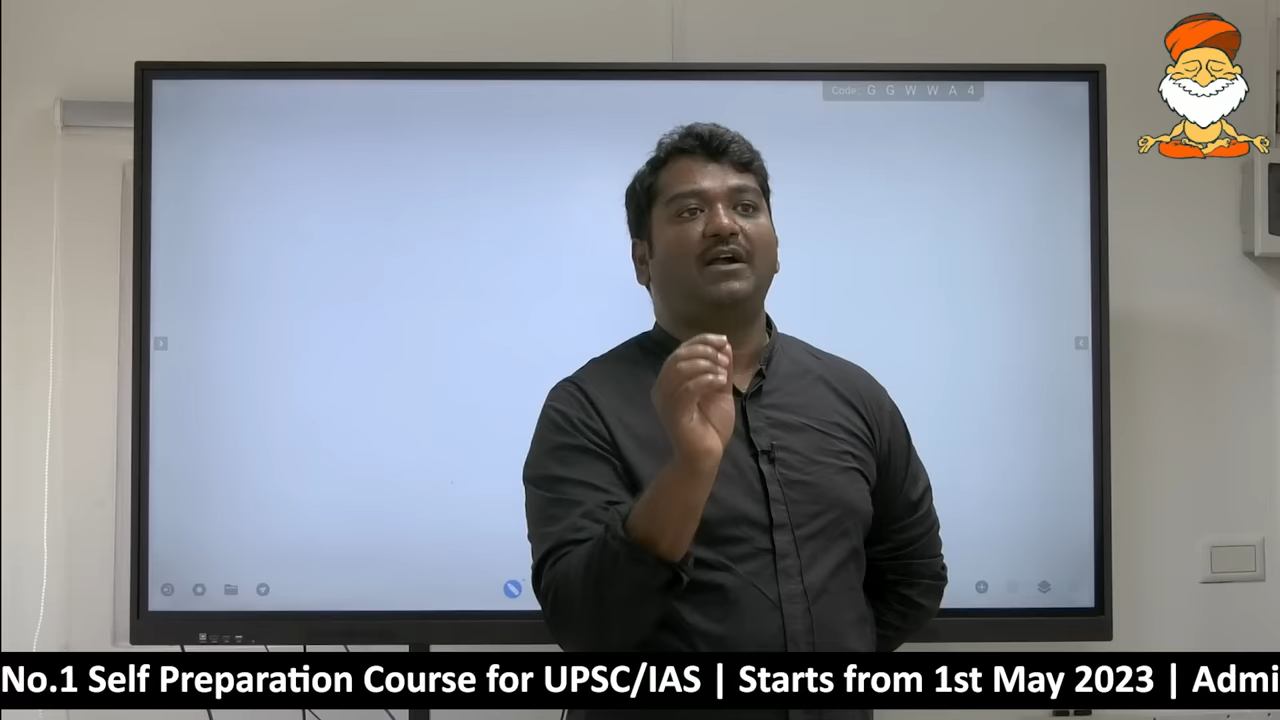 Code: G G W W A 4
No.1 Self Preparation Course for UPSC/IAS | Starts from 1st May 2023 | Admi